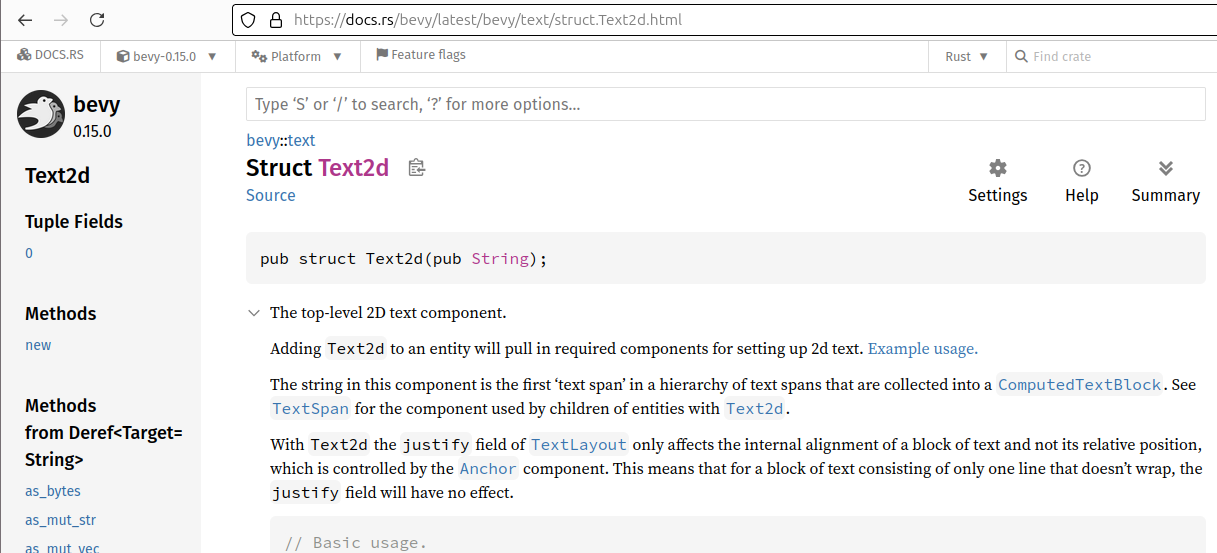 https://docs.rs/bevy/latest/bevy/text/struct.Text2d.html
DOCS.RS bevy-0.15.0 Platform Feature flags Rust Find crate
bevy
0.15.0
Text2d
Tuple Fields
0
Methods
new
Methods
from Deref<Target=
String>
as_bytes
as_mut_str
as_mut_vec
Type ‘S’ or ‘/’ to search, ‘?’ for more options…
bevy::text
Struct Text2d
Source
Settings Help Summary
pub struct Text2d(pub String);
The top-level 2D text component.
Adding Text2d to an entity will pull in required components for setting up 2d text. Example usage.
The string in this component is the first ‘text span’ in a hierarchy of text spans that are collected into a ComputedTextBlock. See
TextSpan for the component used by children of entities with Text2d.
With Text2d the justify field of TextLayout only affects the internal alignment of a block of text and not its relative position,
which is controlled by the Anchor component. This means that for a block of text consisting of only one line that doesn’t wrap, the
justify field will have no effect.
// Basic usage.